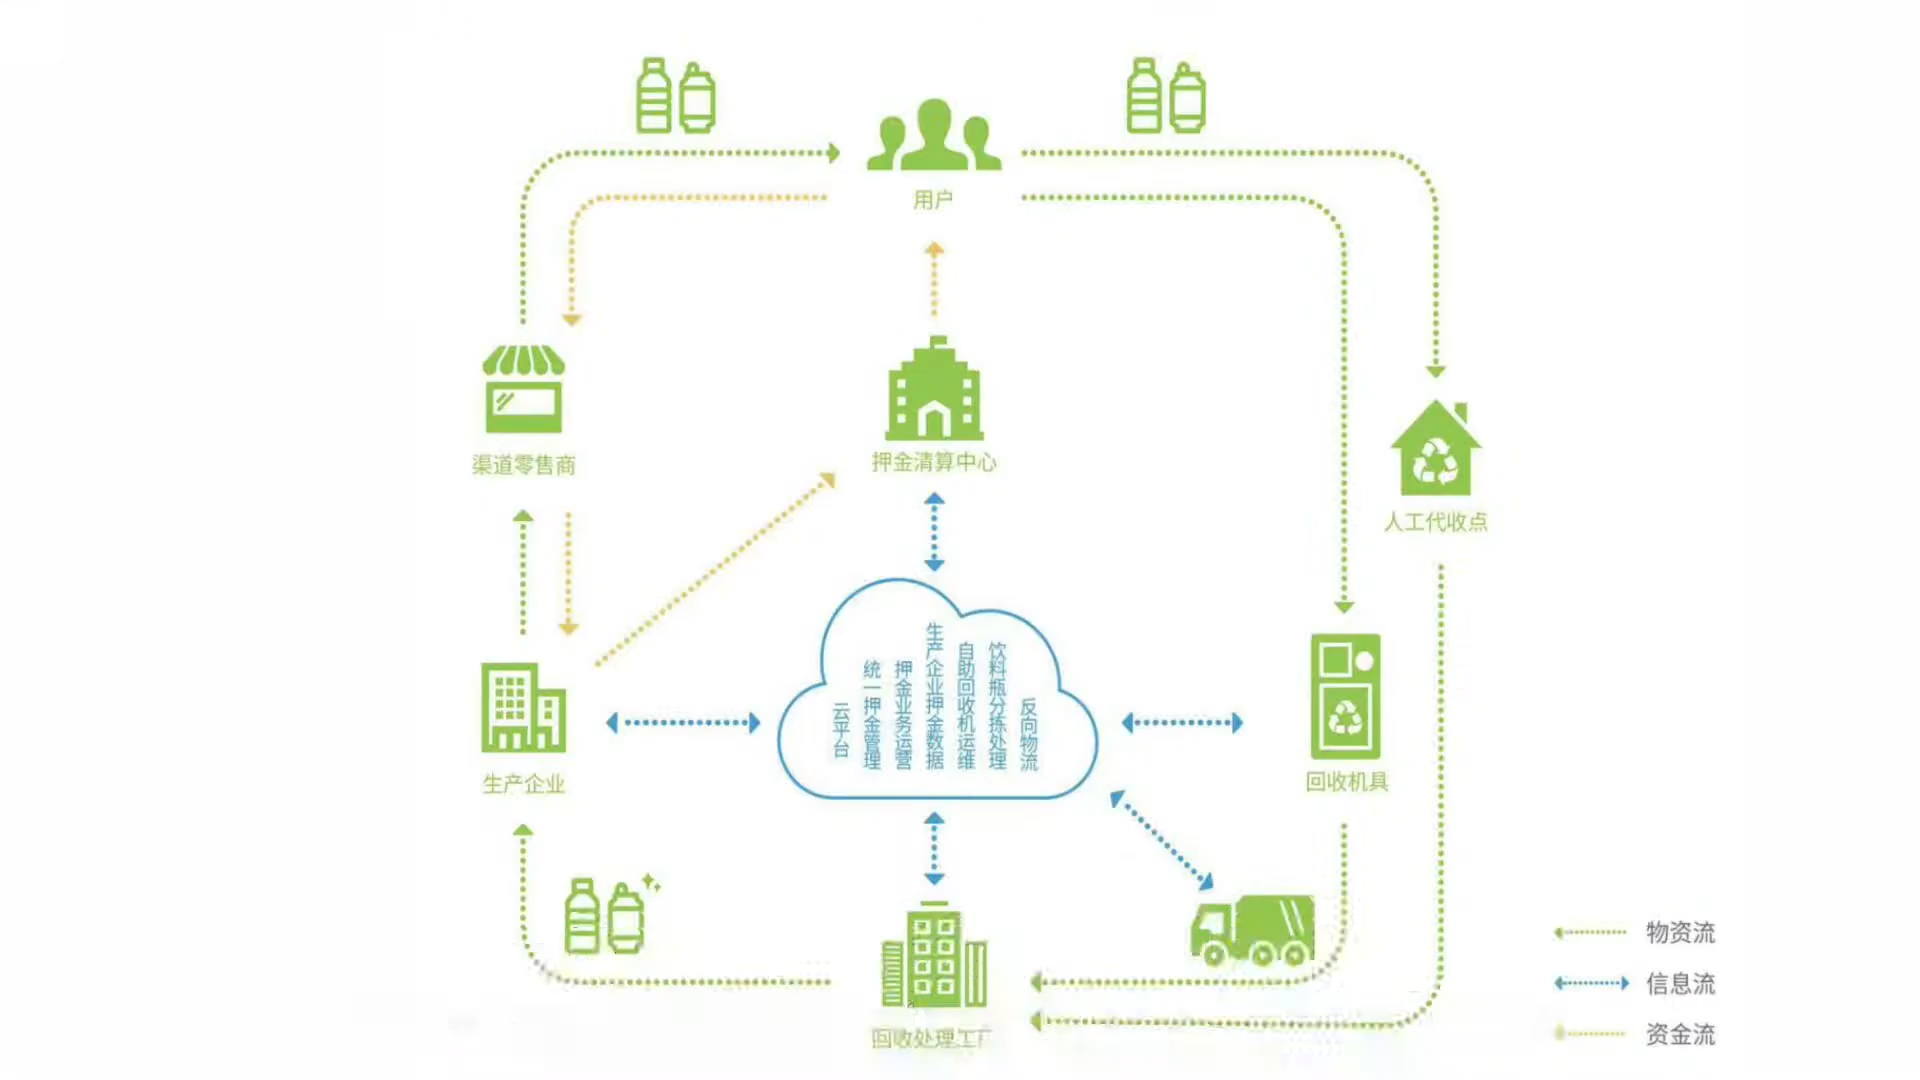 用户
渠道零售商
押金清算中心
人工代收点
云平台
统一押金管理
押金业务运营
生产企业押金数据
自助回收机运维
饮料瓶分拣处理
反向物流
生产企业
回收机具
回收处理工厂
物资流
信息流
资金流